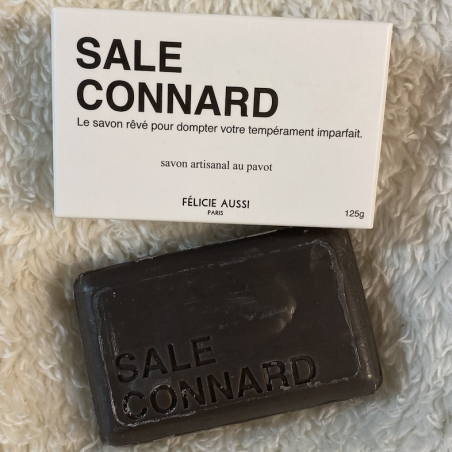 SALE
CONNARD
Le savon rêvé pour dompter votre tempérament imparfait.
savon artisanal au pavot
FÉLICIE AUSSI
PARIS
125g
SALE
CONNARD